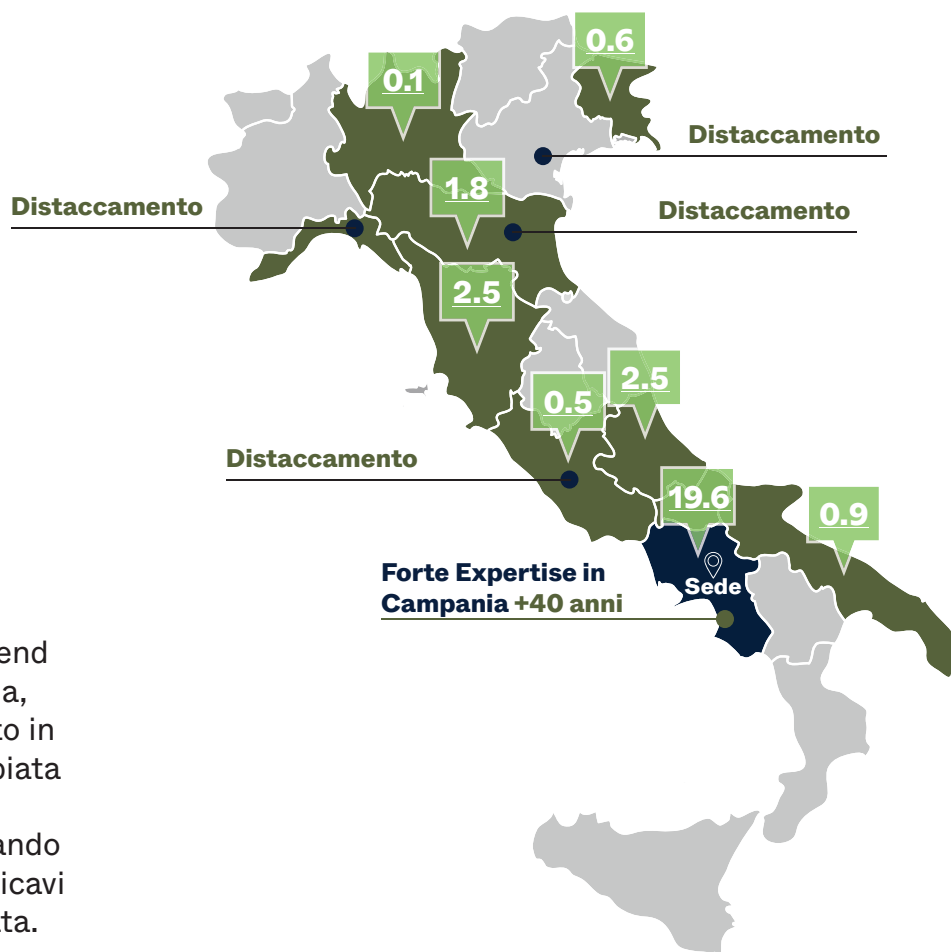 0.6
0.1
Distaccamento
1.8
Distaccamento
Distaccamento
2.5
2.5
0.5
Distaccamento
19.6
0.9
Forte Expertise in
Campania +40 anni
Sede
end
a,
o in
piata
ando
icavi
ta.